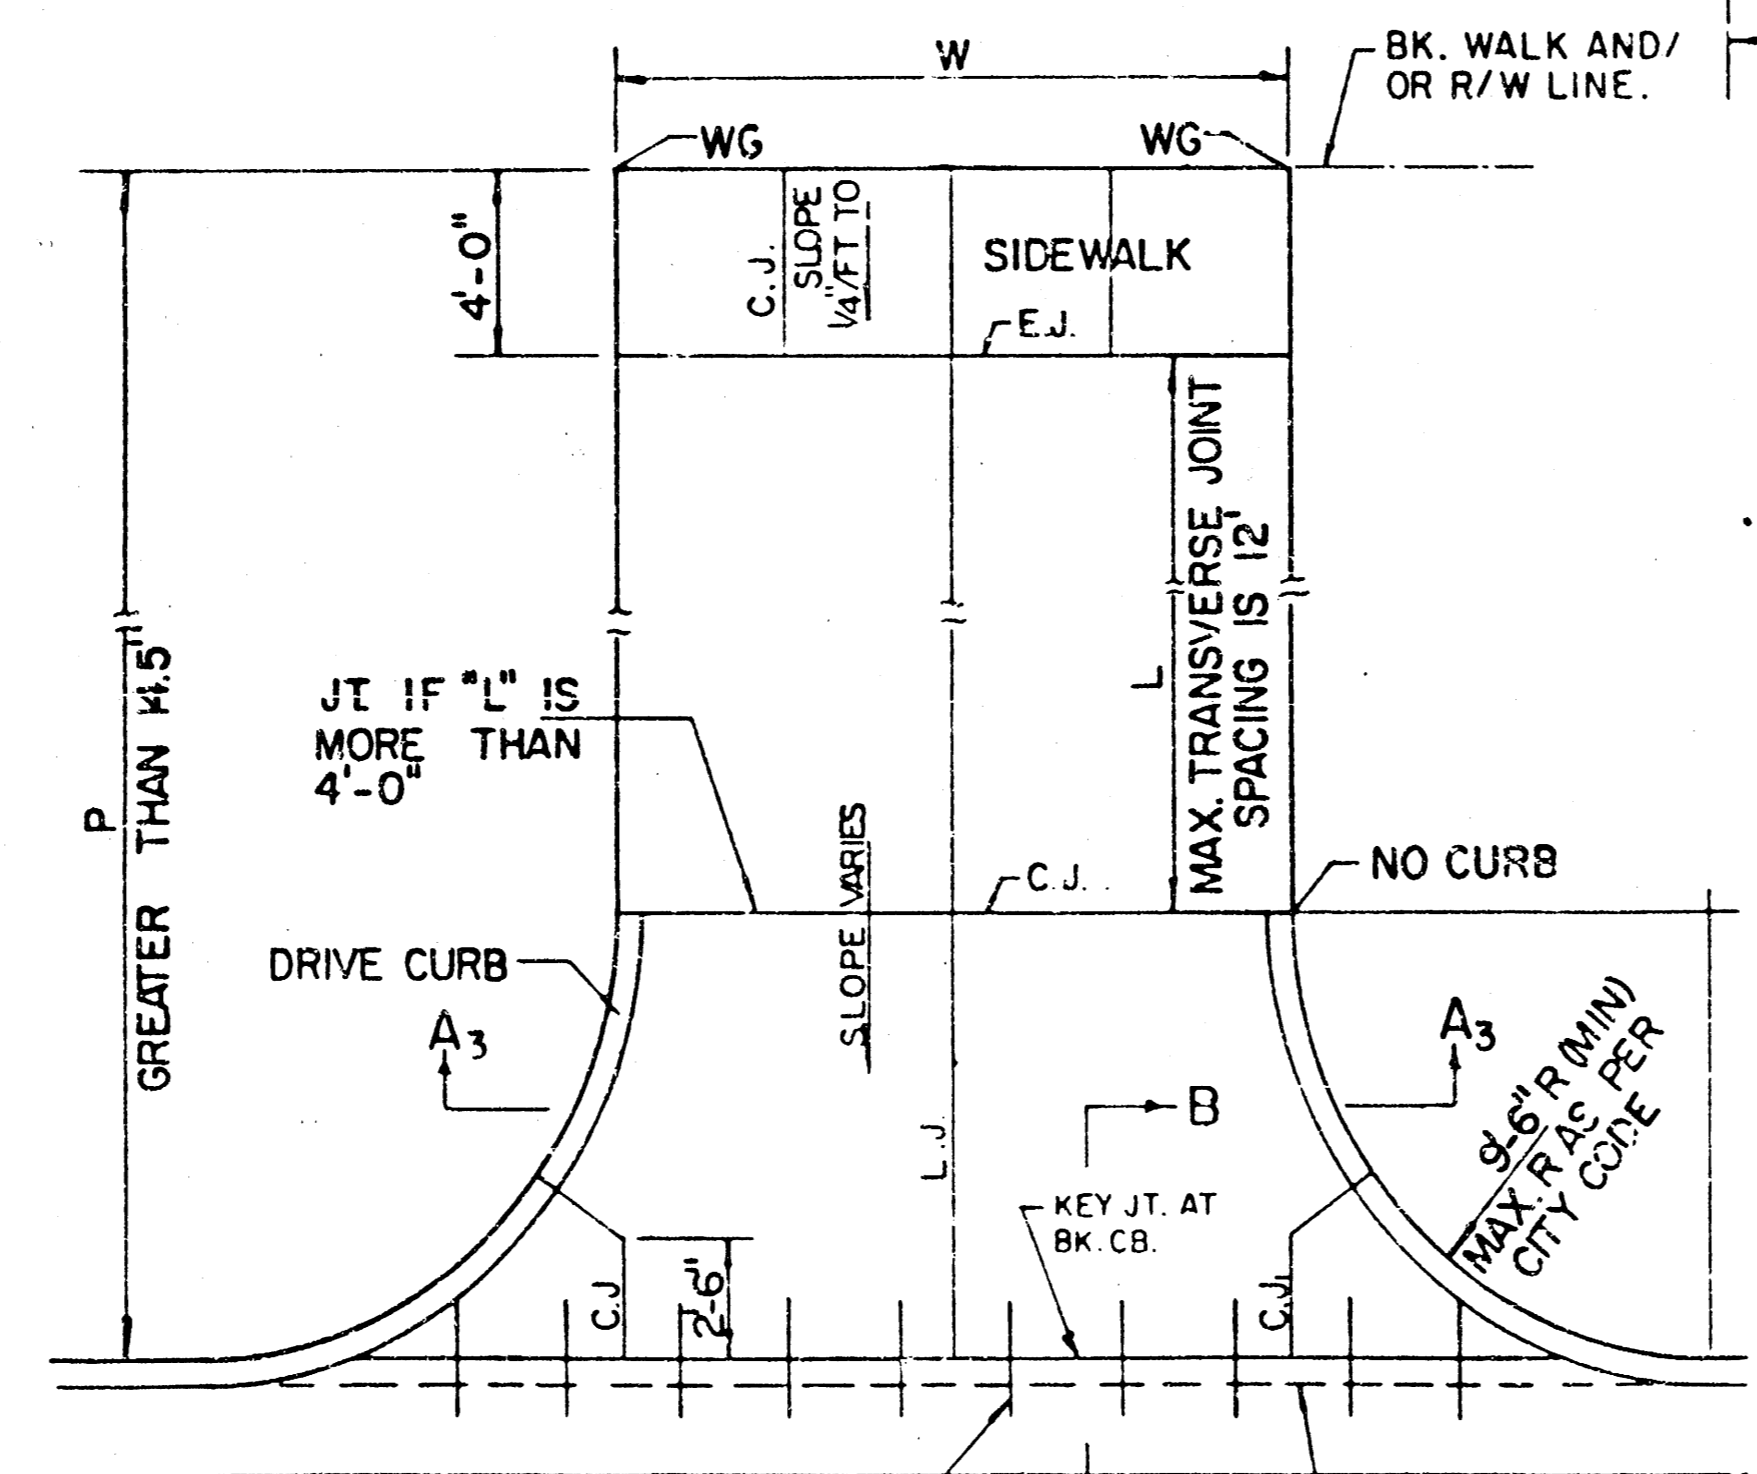 W
BK. WALK AND/
OR R/W LINE.
WG
WG
4'-0"
C.J.
SLOPE
1/4"/FT TO
SIDEWALK
E.J.
MAX. TRANSVERSE JOINT
SPACING IS 12'
L
P
GREATER THAN
JT IF "L" IS
MORE THAN
4'-0"
SLOPE VARIES
C.J.
NO CURB
DRIVE CURB
A3
A3
9'-6" R (MIN)
MAX. R AS PER
CITY CODE
B
L.J
KEY JT. AT
BK. CB.
C.J
2'-6"
C.J.